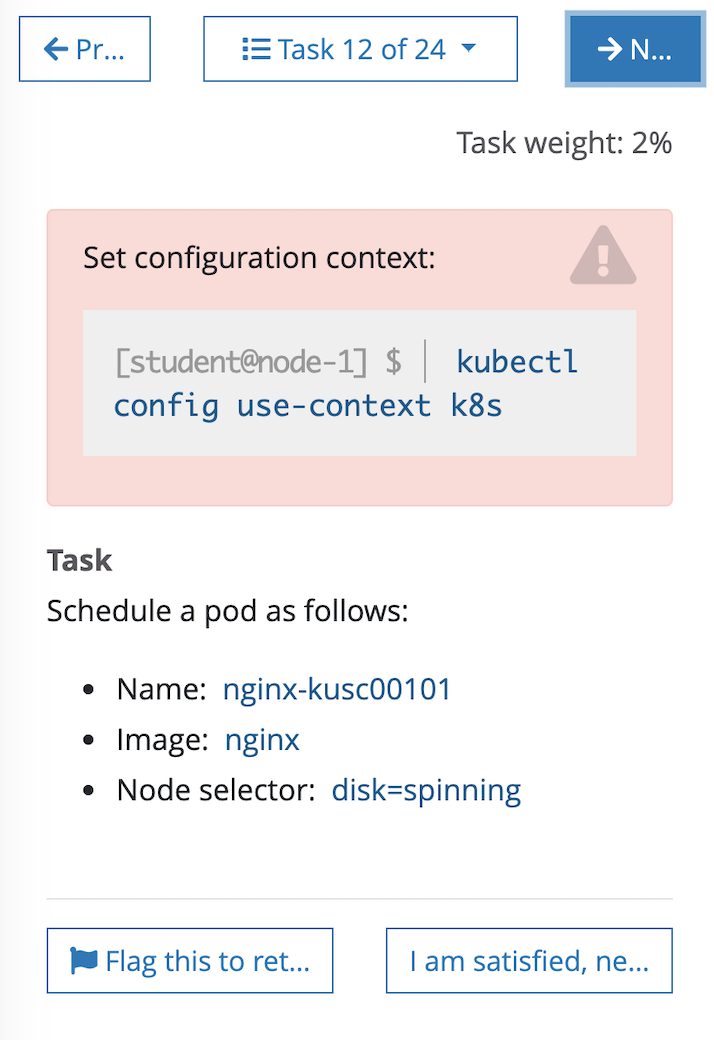 Pr...
Task 12 of 24
N...
Task weight: 2%
Set configuration context:
[student@node-1] $ | kubectl
config use-context k8s
Task
Schedule a pod as follows:
• Name: nginx-kusc00101
• Image: nginx
• Node selector: disk=spinning
Flag this to ret...
I am satisfied, ne...